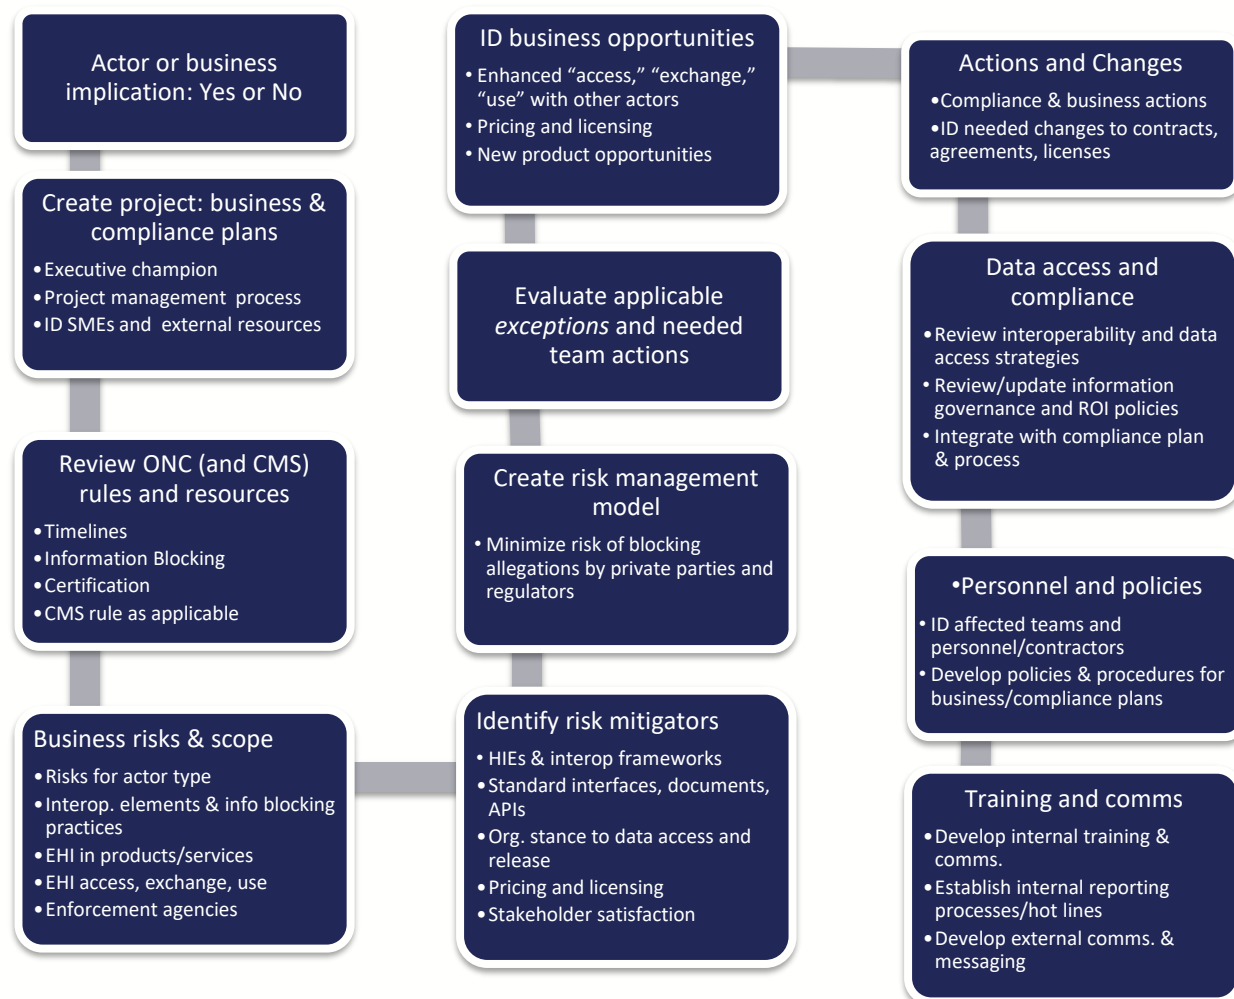 Actor or business
implication: Yes or No
Create project: business &
compliance plans
•Executive champion
•Project management process
•ID SMEs and external resources
Review ONC (and CMS)
rules and resources
•Timelines
•Information Blocking
•Certification
•CMS rule as applicable
Business risks & scope
•Risks for actor type
•Interop. elements & info blocking
practices
•EHI in products/services
•EHI access, exchange, use
•Enforcement agencies
Identify risk mitigators
• HIEs & interop frameworks
•Standard interfaces, documents,
APIs
•Org. stance to data access and
release
•Pricing and licensing
•Stakeholder satisfaction
Create risk management
model
• Minimize risk of blocking
allegations by private parties and
regulators
Evaluate applicable
exceptions and needed
team actions
ID business opportunities
• Enhanced “access,” “exchange,”
“use” with other actors
• Pricing and licensing
• New product opportunities
Actions and Changes
•Compliance & business actions
•ID needed changes to contracts,
agreements, licenses
Data access and
compliance
•Review interoperability and data
access strategies
• Review/update information
governance and ROI policies
• Integrate with compliance plan
& process
•Personnel and policies
• ID affected teams and
personnel/contractors
• Develop policies & procedures for
business/compliance plans
Training and comms
•Develop internal training &
comms.
•Establish internal reporting
processes/hot lines
•Develop external comms. &
messaging